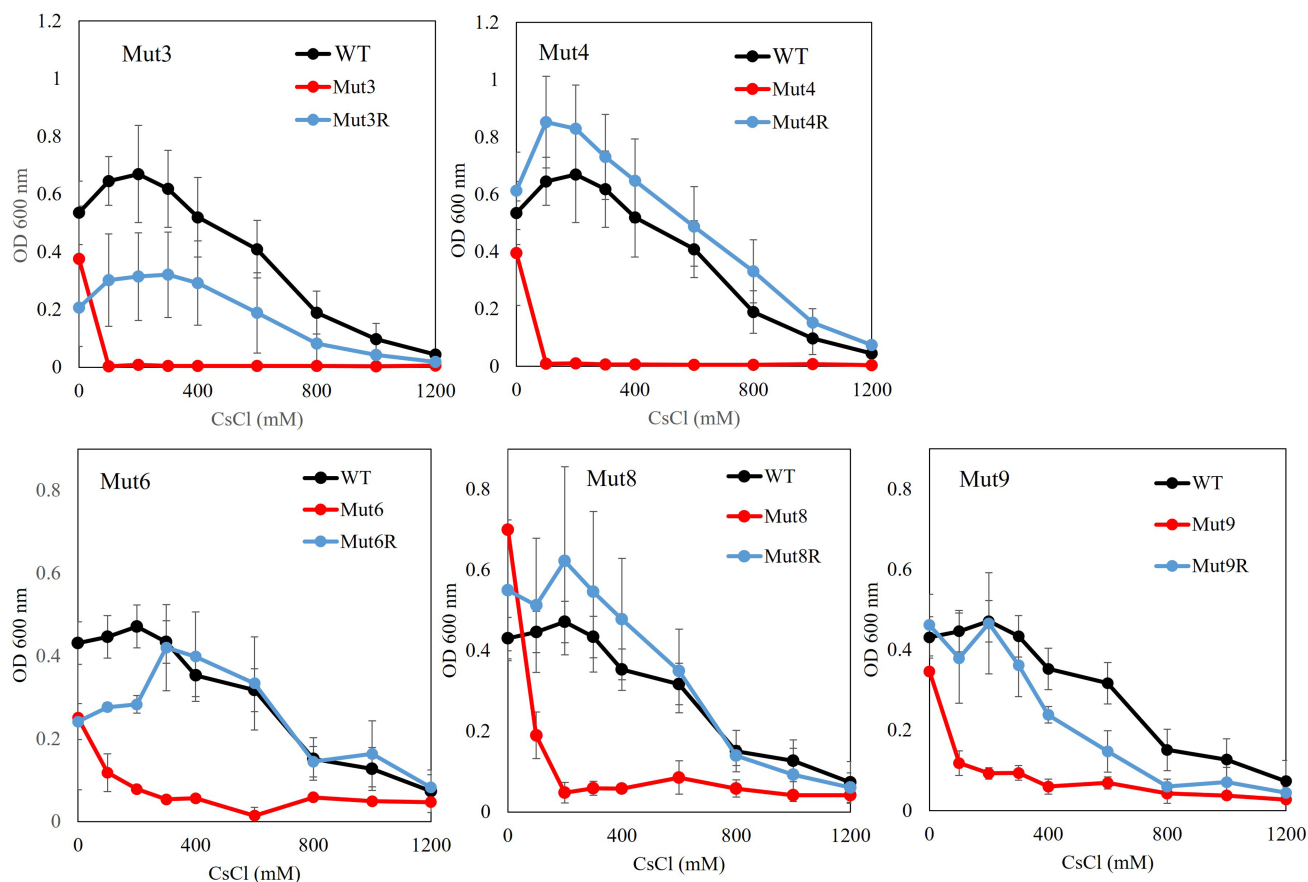 Mut3
WT
Mut3
Mut3R
OD 600 nm
1.2
1
0.8
0.6
0.4
0.2
0
0 400 800 1200
CsCl (mM)
Mut4
WT
Mut4
Mut4R
OD 600 nm
1.2
1
0.8
0.6
0.4
0.2
0
0 400 800 1200
CsCl (mM)
Mut6
WT
Mut6
Mut6R
OD 600 nm
0.8
0.6
0.4
0.2
0
0 400 800 1200
CsCl (mM)
Mut8
WT
Mut8
Mut8R
OD 600 nm
0.8
0.6
0.4
0.2
0
0 400 800 1200
CsCl (mM)
Mut9
WT
Mut9
Mut9R
OD 600 nm
0.8
0.6
0.4
0.2
0
0 400 800 1200
CsCl (mM)